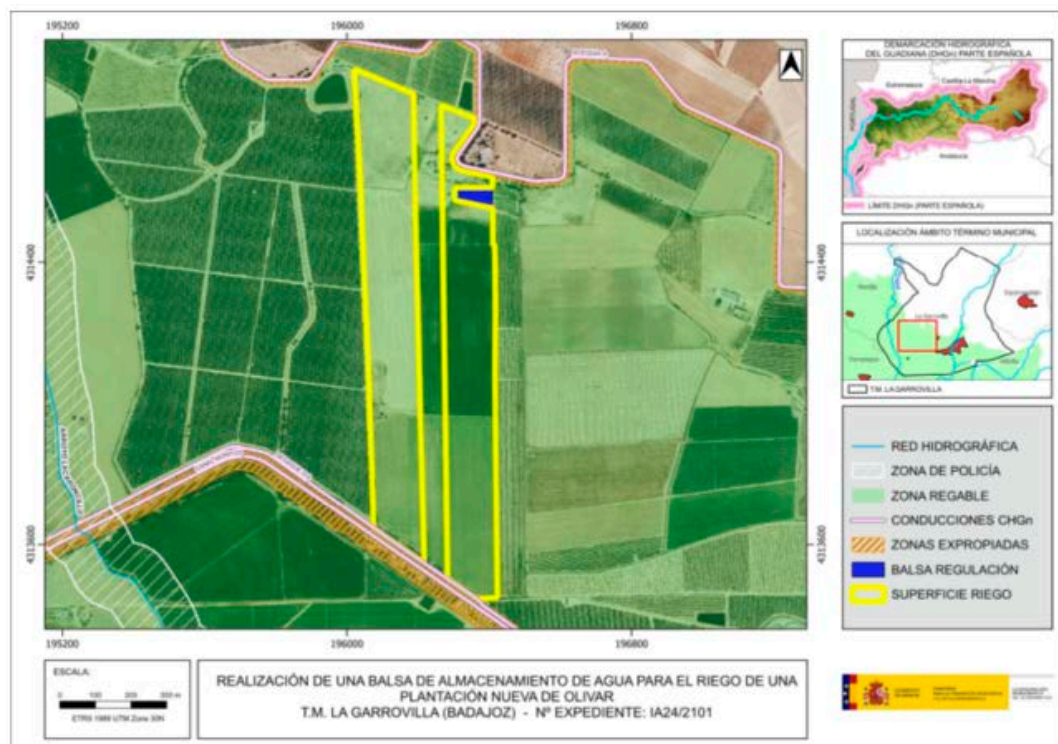 195200
196000
196800
4314400
4313600
4314400
4313600
195200
196000
196800
DEMARCACIÓN HIDROGRÁFICA
DEL GUADIANA (DHGn) PARTE ESPAÑOLA
Extremadura
Castilla-La Mancha
PORTUGAL
Andalucía
LÍMITE DHGn (PARTE ESPAÑOLA)
LOCALIZACIÓN ÁMBITO TÉRMINO MUNICIPAL
La Garrovilla
T.M. LA GARROVILLA
RED HIDROGRÁFICA
ZONA DE POLICÍA
ZONA REGABLE
CONDUCCIONES CHGn
ZONAS EXPROPIADAS
BALSA REGULACIÓN
SUPERFICIE RIEGO
ESCALA:
0 100 200 300 m
ETRS 1989 UTM Zone 30N
REALIZACIÓN DE UNA BALSA DE ALMACENAMIENTO DE AGUA PARA EL RIEGO DE UNA
PLANTACIÓN NUEVA DE OLIVAR
T.M. LA GARROVILLA (BADAJOZ) - Nº EXPEDIENTE: IA24/2101